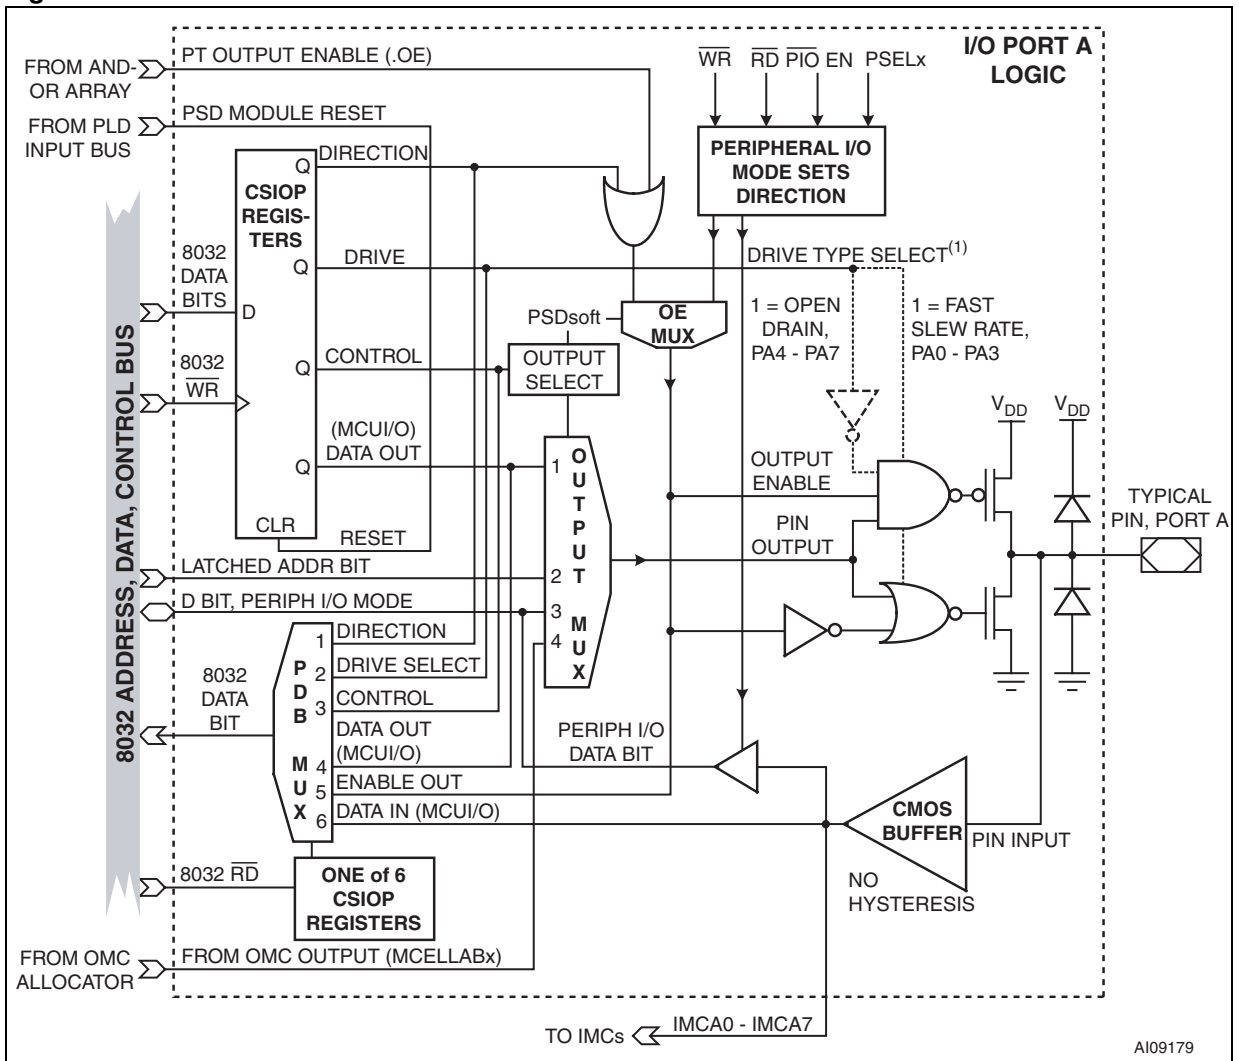 I/O PORT A
LOGIC
FROM AND-
OR ARRAY
PT OUTPUT ENABLE (.OE)
WR RD PIO EN PSELx
FROM PLD
INPUT BUS
PSD MODULE RESET
PERIPHERAL I/O
MODE SETS
DIRECTION
DIRECTION
Q
CSIOP
REGIS-
TERS
8032
DATA
BITS
D
Q
DRIVE
DRIVE TYPE SELECT(1)
PSDsoft
OE
MUX
1 = OPEN
DRAIN,
PA4 - PA7
1 = FAST
SLEW RATE,
PA0 - PA3
8032
WR
Q
CONTROL
OUTPUT
SELECT
VDD
VDD
(MCUI/O)
DATA OUT
Q
1
OUTPUT
MUX
OUTPUT
ENABLE
TYPICAL
PIN, PORT A
CLR
RESET
PIN
OUTPUT
8032 ADDRESS, DATA, CONTROL BUS
LATCHED ADDR BIT
2
D BIT, PERIPH I/O MODE
3
4
PDB
MUX
1
DIRECTION
2
DRIVE SELECT
3
CONTROL
8032
DATA
BIT
DATA OUT
(MCUI/O)
4
5
ENABLE OUT
6
DATA IN (MCUI/O)
PERIPH I/O
DATA BIT
CMOS
BUFFER
PIN INPUT
NO
HYSTERESIS
8032 RD
ONE of 6
CSIOP
REGISTERS
FROM OMC
ALLOCATOR
FROM OMC OUTPUT (MCELLABx)
TO IMCs
IMCA0 - IMCA7
AI09179